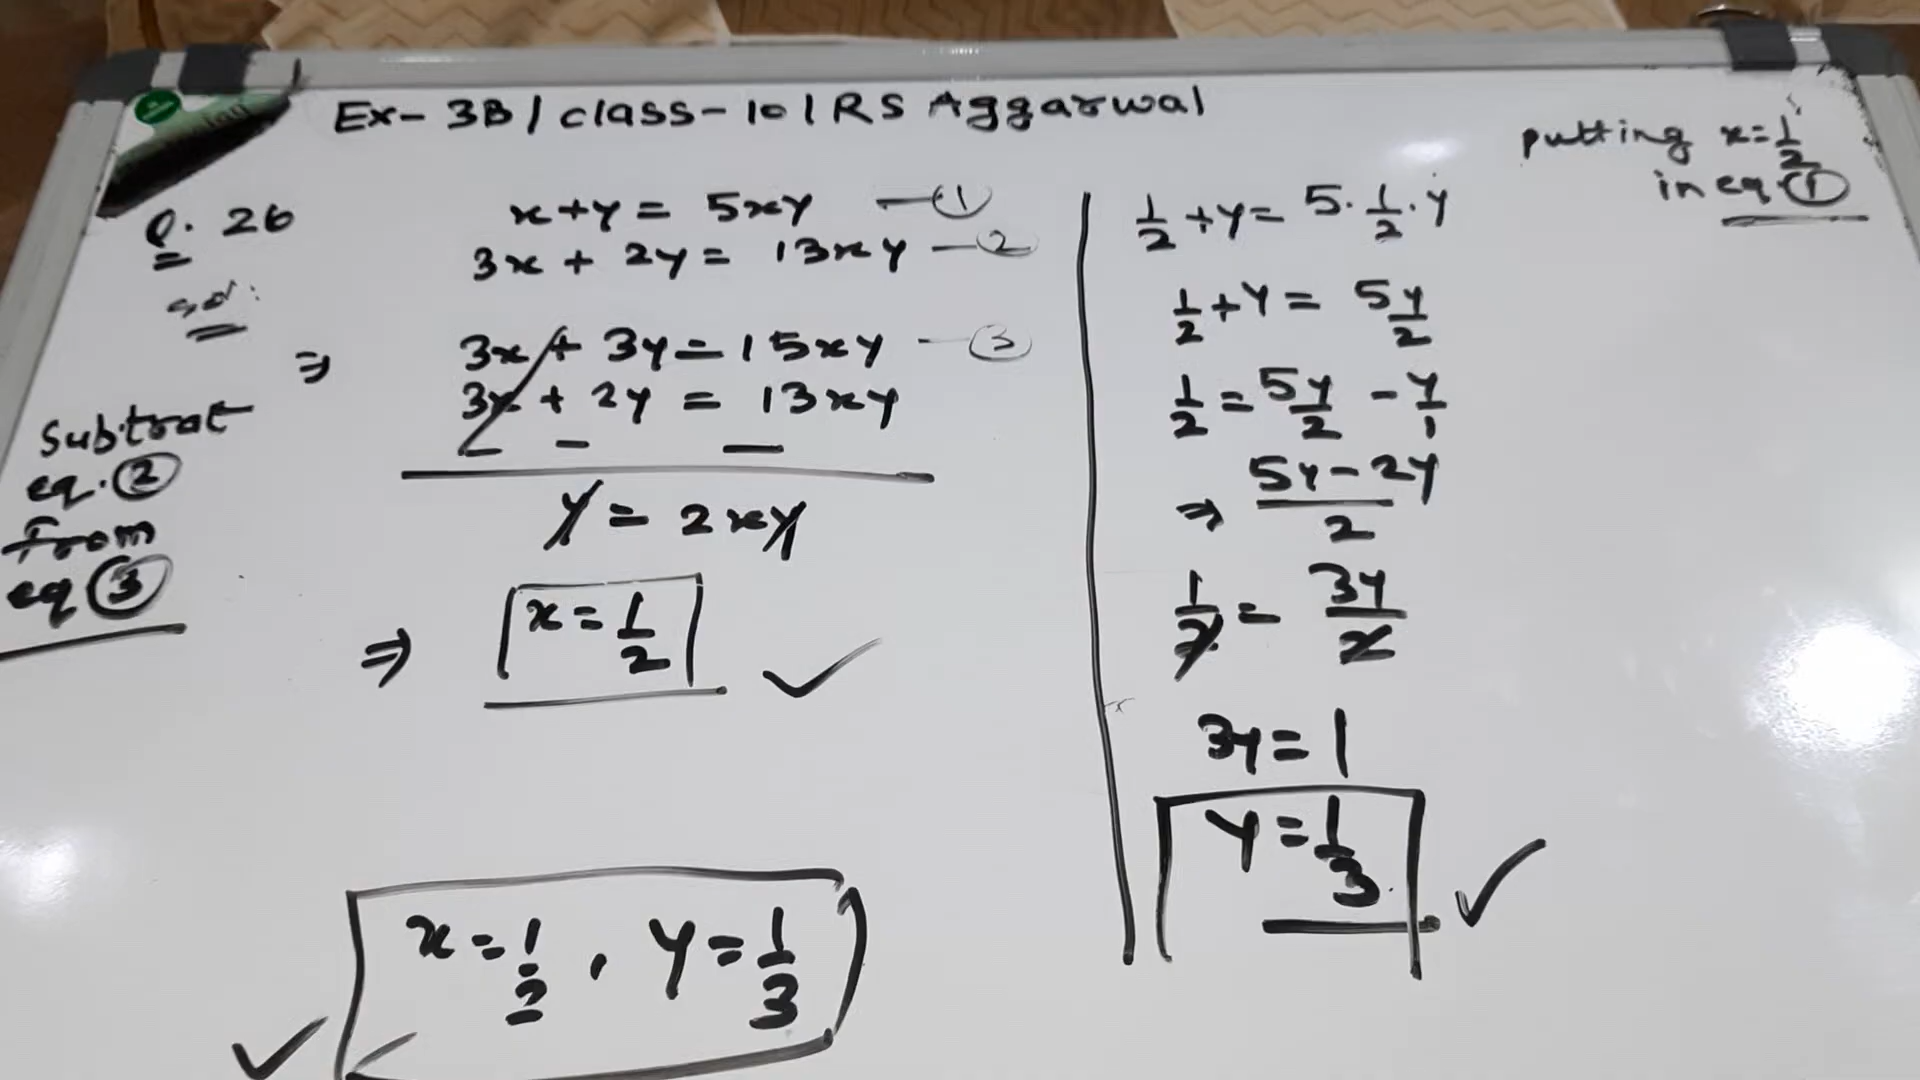 Ex- 3B / class-10 / RS Aggarwal
Q. 26
x+y = 5xy —①
3x + 2y = 13xy —②
sol:
⇒ 3x + 3y = 15xy —③
3x + 2y = 13xy
— — —
Subtrat
eq. ②
From
eq ③
y = 2xy
⇒ x = 1/2 ✓
putting x = 1/2
in eq. ①
1/2 + y = 5 · 1/2 · y
1/2 + y = 5y/2
1/2 = 5y/2 - y/1
⇒ (5y - 2y)/2
1/2 = 3y/2
3y = 1
y = 1/3 ✓
x = 1/2 , y = 1/3
✓